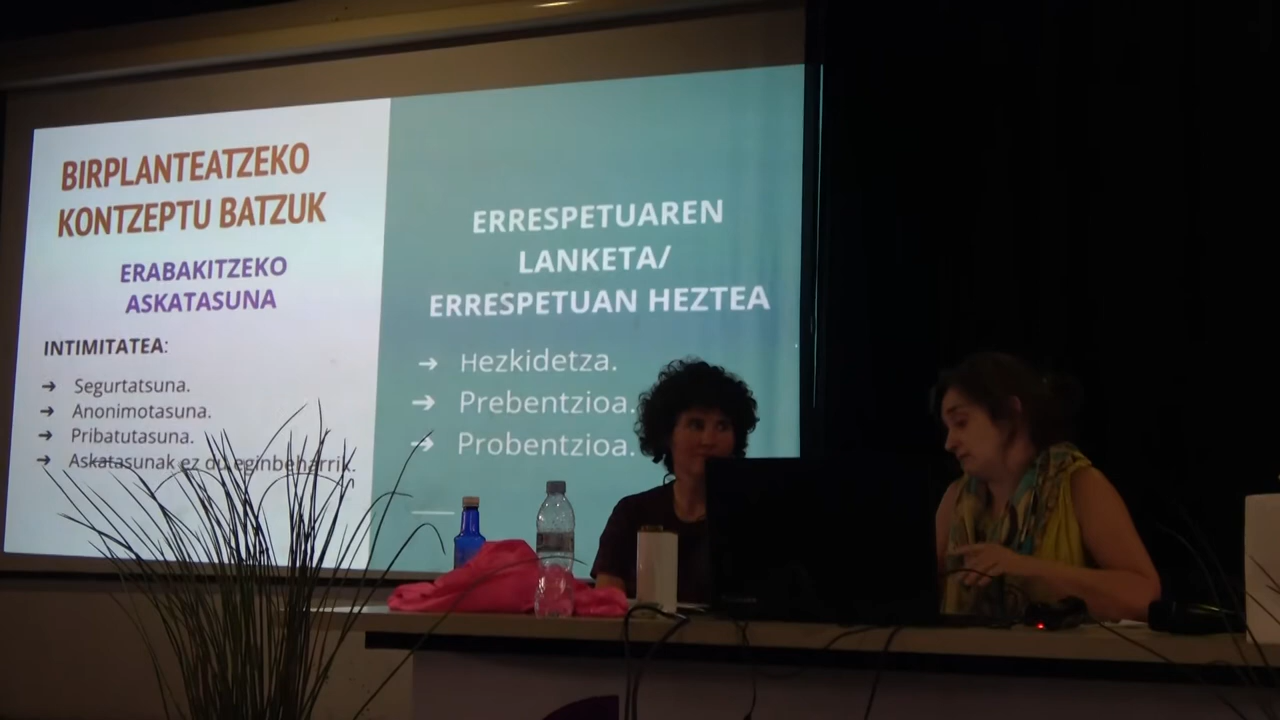 BIRPLANTEATZEKO
KONTZEPTU BATZUK
ERABAKITZEKO
ASKATASUNA
INTIMITATEA:
➔ Segurtatsuna.
➔ Anonimotasuna.
➔ Pribatutasuna.
➔ Askatasunak ez du eginbeharrik.
ERRESPETUAREN
LANKETA/
ERRESPETUAN HEZTEA
➔ Hezkidetza.
➔ Prebentzioa.
➔ Probentzioa.